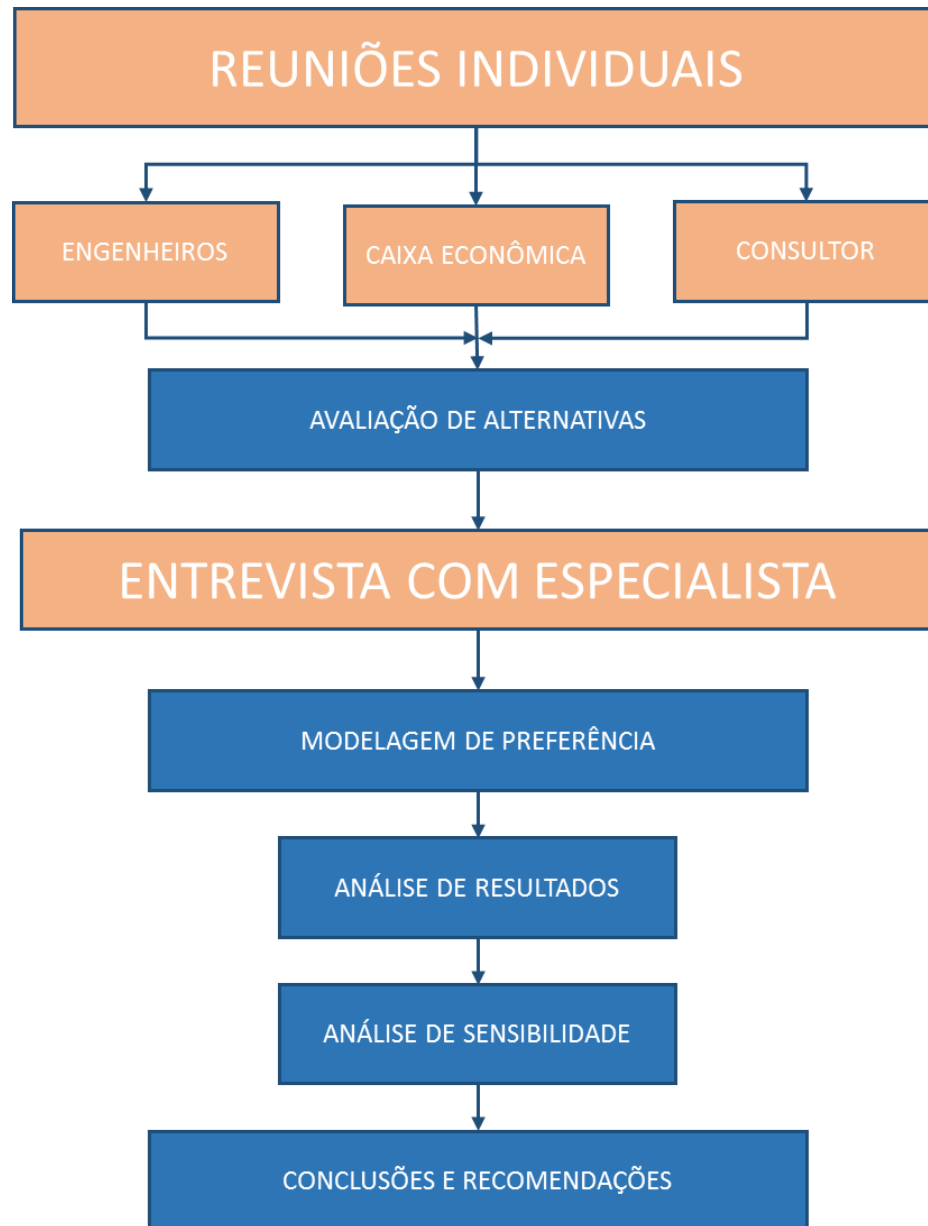 REUNIÕES INDIVIDUAIS
ENGENHEIROS
CAIXA ECONÔMICA
CONSULTOR
AVALIAÇÃO DE ALTERNATIVAS
ENTREVISTA COM ESPECIALISTA
MODELAGEM DE PREFERÊNCIA
ANÁLISE DE RESULTADOS
ANÁLISE DE SENSIBILIDADE
CONCLUSÕES E RECOMENDAÇÕES